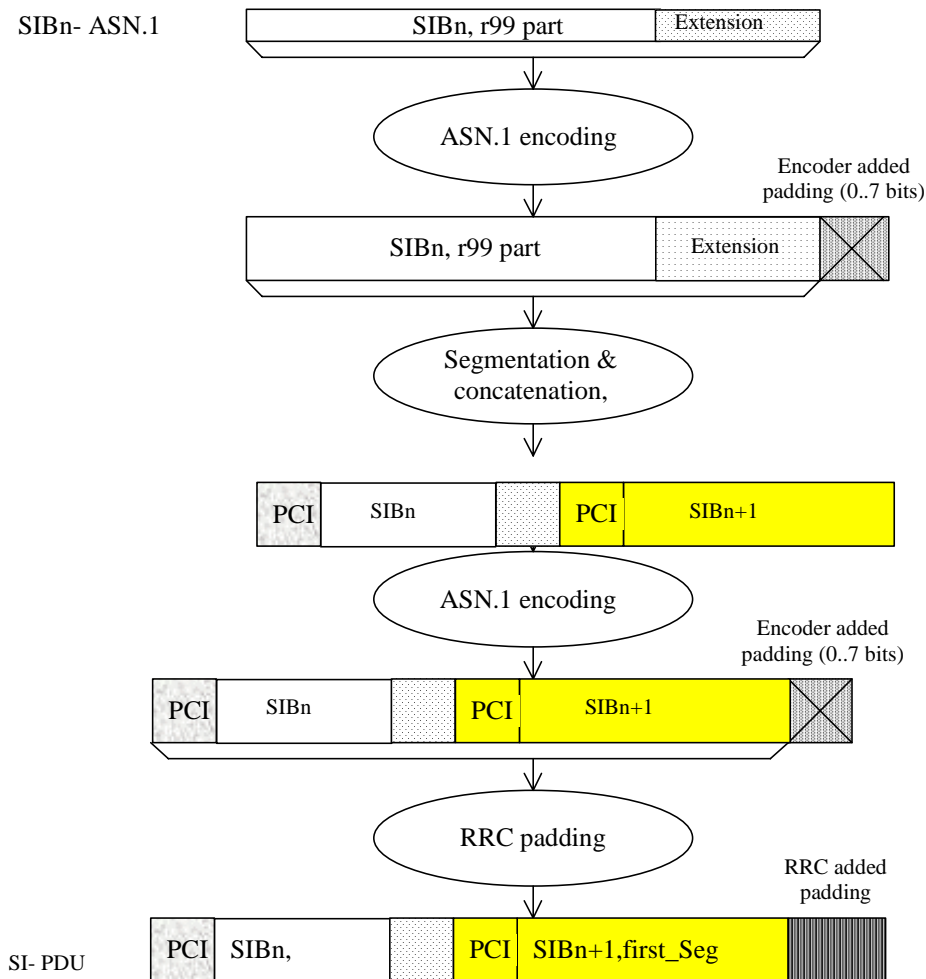 SIBn- ASN.1
SIBn, r99 part
Extension
ASN.1 encoding
Encoder added
padding (0..7 bits)
SIBn, r99 part
Extension
Segmentation &
concatenation,
PCI
SIBn
PCI
SIBn+1
ASN.1 encoding
Encoder added
padding (0..7 bits)
PCI
SIBn
PCI
SIBn+1
RRC padding
RRC added
padding
SI- PDU
PCI
SIBn,
PCI
SIBn+1,first_Seg